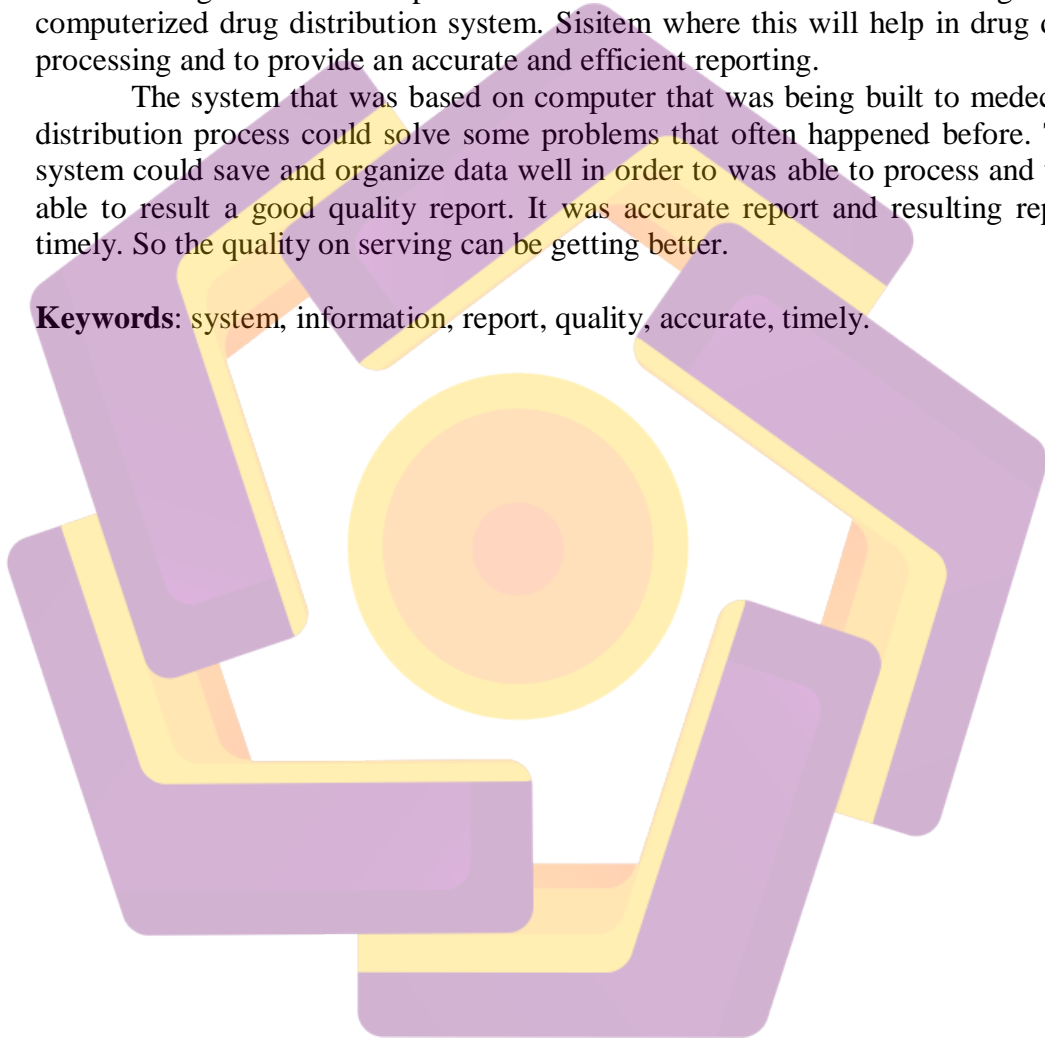 computerized drug distribution system. Sisitem where this will help in drug
processing and to provide an accurate and efficient reporting.
The system that was based on computer that was being built to
distribution process could solve some problems that often happened before.
system could save and organize data well in order to was able to process and
able to result a good quality report. It was accurate report and resulting
timely. So the quality on serving can be getting better.
Keywords: system, information, report, quality, accurate, timely.